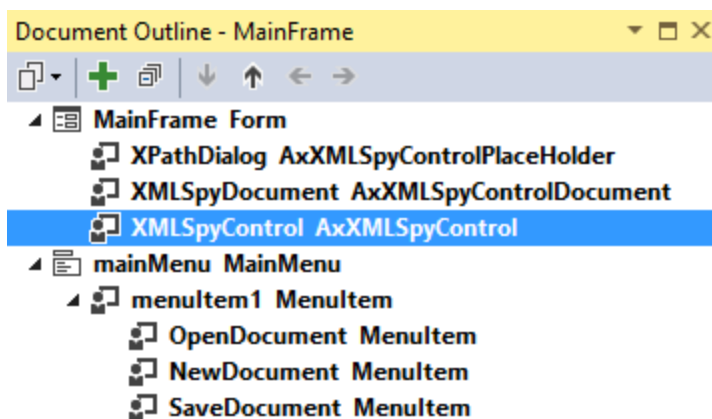 Document Outline - MainFrame
MainFrame Form
XPathDialog AxXMLSpyControlPlaceHolder
XMLSpyDocument AxXMLSpyControlDocument
XMLSpyControl AxXMLSpyControl
mainMenu MainMenu
menuItem1 MenuItem
OpenDocument MenuItem
NewDocument MenuItem
SaveDocument MenuItem